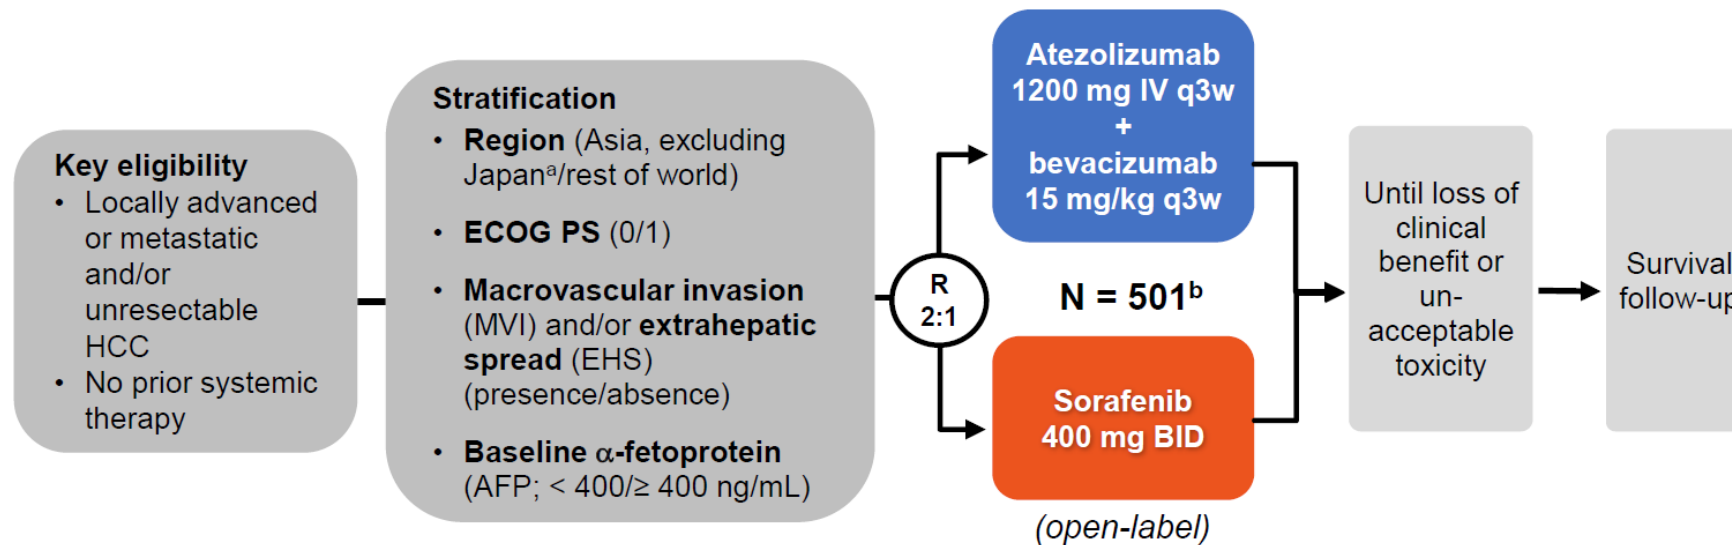 Key eligibility
• Locally advanced
or metastatic
and/or
unresectable
HCC
• No prior systemic
therapy
Stratification
• Region (Asia, excluding
Japanᵃ/rest of world)
• ECOG PS (0/1)
• Macrovascular invasion
(MVI) and/or extrahepatic
spread (EHS)
(presence/absence)
• Baseline α-fetoprotein
(AFP; < 400/≥ 400 ng/mL)
R
2:1
Atezolizumab
1200 mg IV q3w
+
bevacizumab
15 mg/kg q3w
N = 501ᵇ
Sorafenib
400 mg BID
(open-label)
Until loss of
clinical
benefit or
un-
acceptable
toxicity
Survival
follow-up